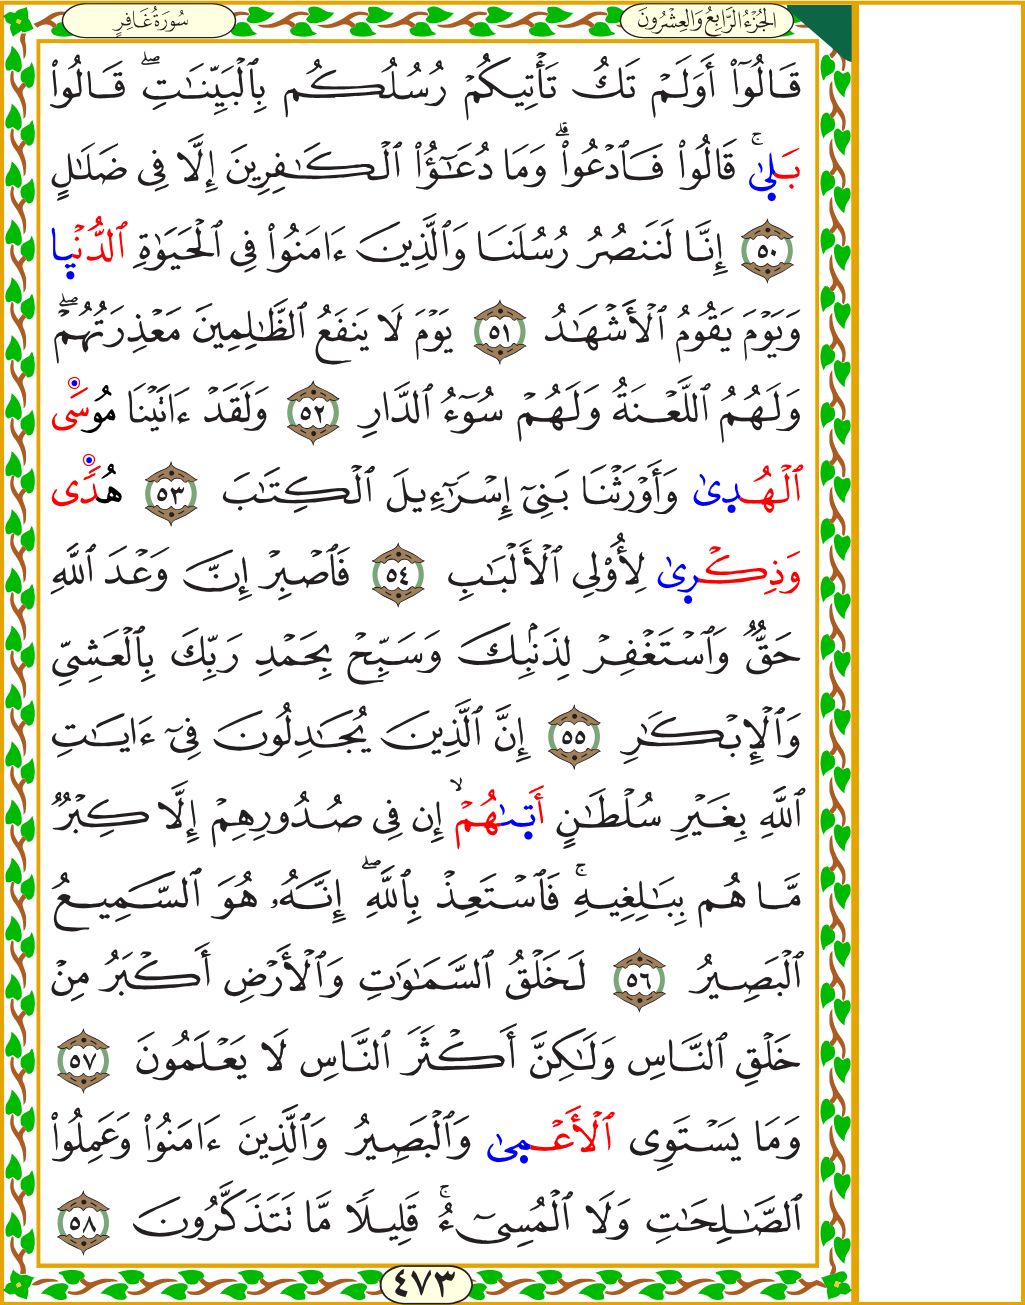 الجُزْءُ الرَّابِعُ وَالعِشْرُونَ
سُورَةُ غَافِرٍ
قَالُوٓاْ أَوَلَمۡ تَكُ تَأۡتِيكُمۡ رُسُلُكُم بِٱلۡبَيِّنَٰتِۖ قَالُواْ
بَلَىٰۚ قَالُواْ فَٱدۡعُواْۗ وَمَا دُعَٰٓؤُاْ ٱلۡكَٰفِرِينَ إِلَّا فِي ضَلَٰلٍ
٥٠ إِنَّا لَنَنصُرُ رُسُلَنَا وَٱلَّذِينَ ءَامَنُواْ فِي ٱلۡحَيَوٰةِ ٱلدُّنۡيَا
وَيَوۡمَ يَقُومُ ٱلۡأَشۡهَٰدُ ٥١ يَوۡمَ لَا يَنفَعُ ٱلظَّٰلِمِينَ مَعۡذِرَتُهُمۡۖ
وَلَهُمُ ٱللَّعۡنَةُ وَلَهُمۡ سُوٓءُ ٱلدَّارِ ٥٢ وَلَقَدۡ ءَاتَيۡنَا مُوسَى
ٱلۡهُدَىٰ وَأَوۡرَثۡنَا بَنِيٓ إِسۡرَٰٓءِيلَ ٱلۡكِتَٰبَ ٥٣ هُدٗى
وَذِكۡرَىٰ لِأُوْلِي ٱلۡأَلۡبَٰبِ ٥٤ فَٱصۡبِرۡ إِنَّ وَعۡدَ ٱللَّهِ
حَقّٞ وَٱسۡتَغۡفِرۡ لِذَنۢبِكَ وَسَبِّحۡ بِحَمۡدِ رَبِّكَ بِٱلۡعَشِيِّ
وَٱلۡإِبۡكَٰرِ ٥٥ إِنَّ ٱلَّذِينَ يُجَٰدِلُونَ فِيٓ ءَايَٰتِ
ٱللَّهِ بِغَيۡرِ سُلۡطَٰنٍ أَتَىٰهُمۡۙ إِن فِي صُدُورِهِمۡ إِلَّا كِبۡرٞ
مَّا هُم بِبَٰلِغِيهِۚ فَٱسۡتَعِذۡ بِٱللَّهِۖ إِنَّهُۥ هُوَ ٱلسَّمِيعُ
ٱلۡبَصِيرُ ٥٦ لَخَلۡقُ ٱلسَّمَٰوَٰتِ وَٱلۡأَرۡضِ أَكۡبَرُ مِنۡ
خَلۡقِ ٱلنَّاسِ وَلَٰكِنَّ أَكۡثَرَ ٱلنَّاسِ لَا يَعۡلَمُونَ ٥٧
وَمَا يَسۡتَوِي ٱلۡأَعۡمَىٰ وَٱلۡبَصِيرُ وَٱلَّذِينَ ءَامَنُواْ وَعَمِلُواْ
ٱلصَّٰلِحَٰتِ وَلَا ٱلۡمُسِيٓءُۚ قَلِيلٗا مَّا تَتَذَكَّرُونَ ٥٨
٤٧٣